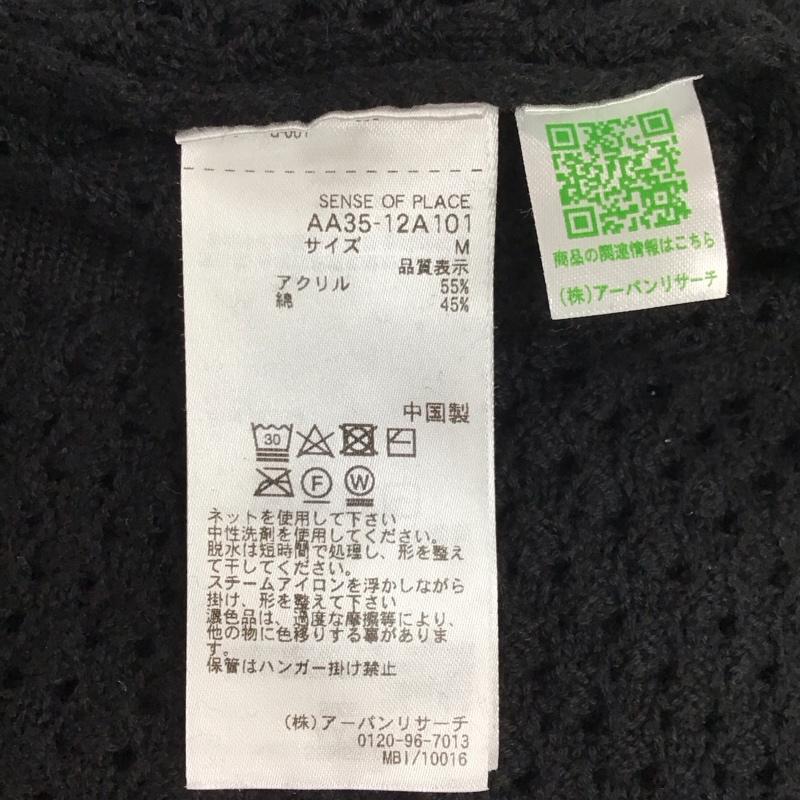 SENSE OF PLACE
AA35-12A101
サイズ M
品質表示
アクリル 55%
綿 45%
中国製
30
F W
ネットを使用して下さい
中性洗剤を使用してください。
脱水は短時間で処理し、形を整え
て干してください。
スチームアイロンを浮かしながら
掛け、形を整えて下さい
濃色品は、過度な摩擦等により、
他の物に色移りする事がありま
す。
保管はハンガー掛け禁止
(株)アーバンリサーチ
0120-96-7013
MBI/10016
商品の関連情報はこちら
(株)アーバンリサーチ